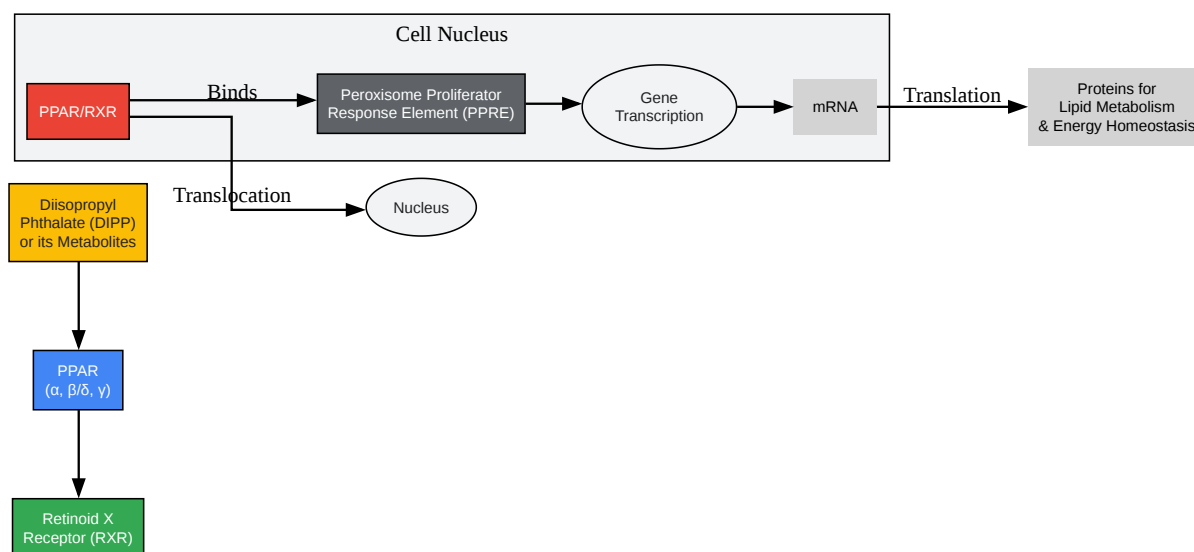 Cell Nucleus
PPAR/RXR
Binds
Peroxisome Proliferator
Response Element (PPRE)
Gene
Transcription
mRNA
Translation
Proteins for
Lipid Metabolism
& Energy Homeostasis
Translocation
Nucleus
Diisopropyl
Phthalate (DIPP)
or its Metabolites
PPAR
(α, β/δ, γ)
Retinoid X
Receptor (RXR)